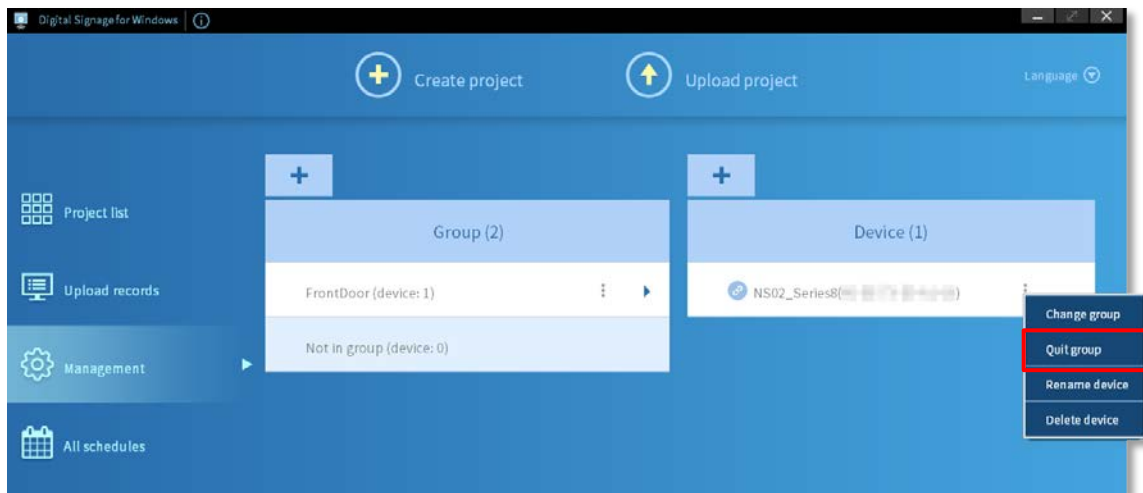 Digital Signage for Windows
Create project
Upload project
Language
Project list
Upload records
Management
All schedules
Group (2)
FrontDoor (device: 1)
Not in group (device: 0)
Device (1)
NS02_Series8( )
Change group
Quit group
Rename device
Delete device